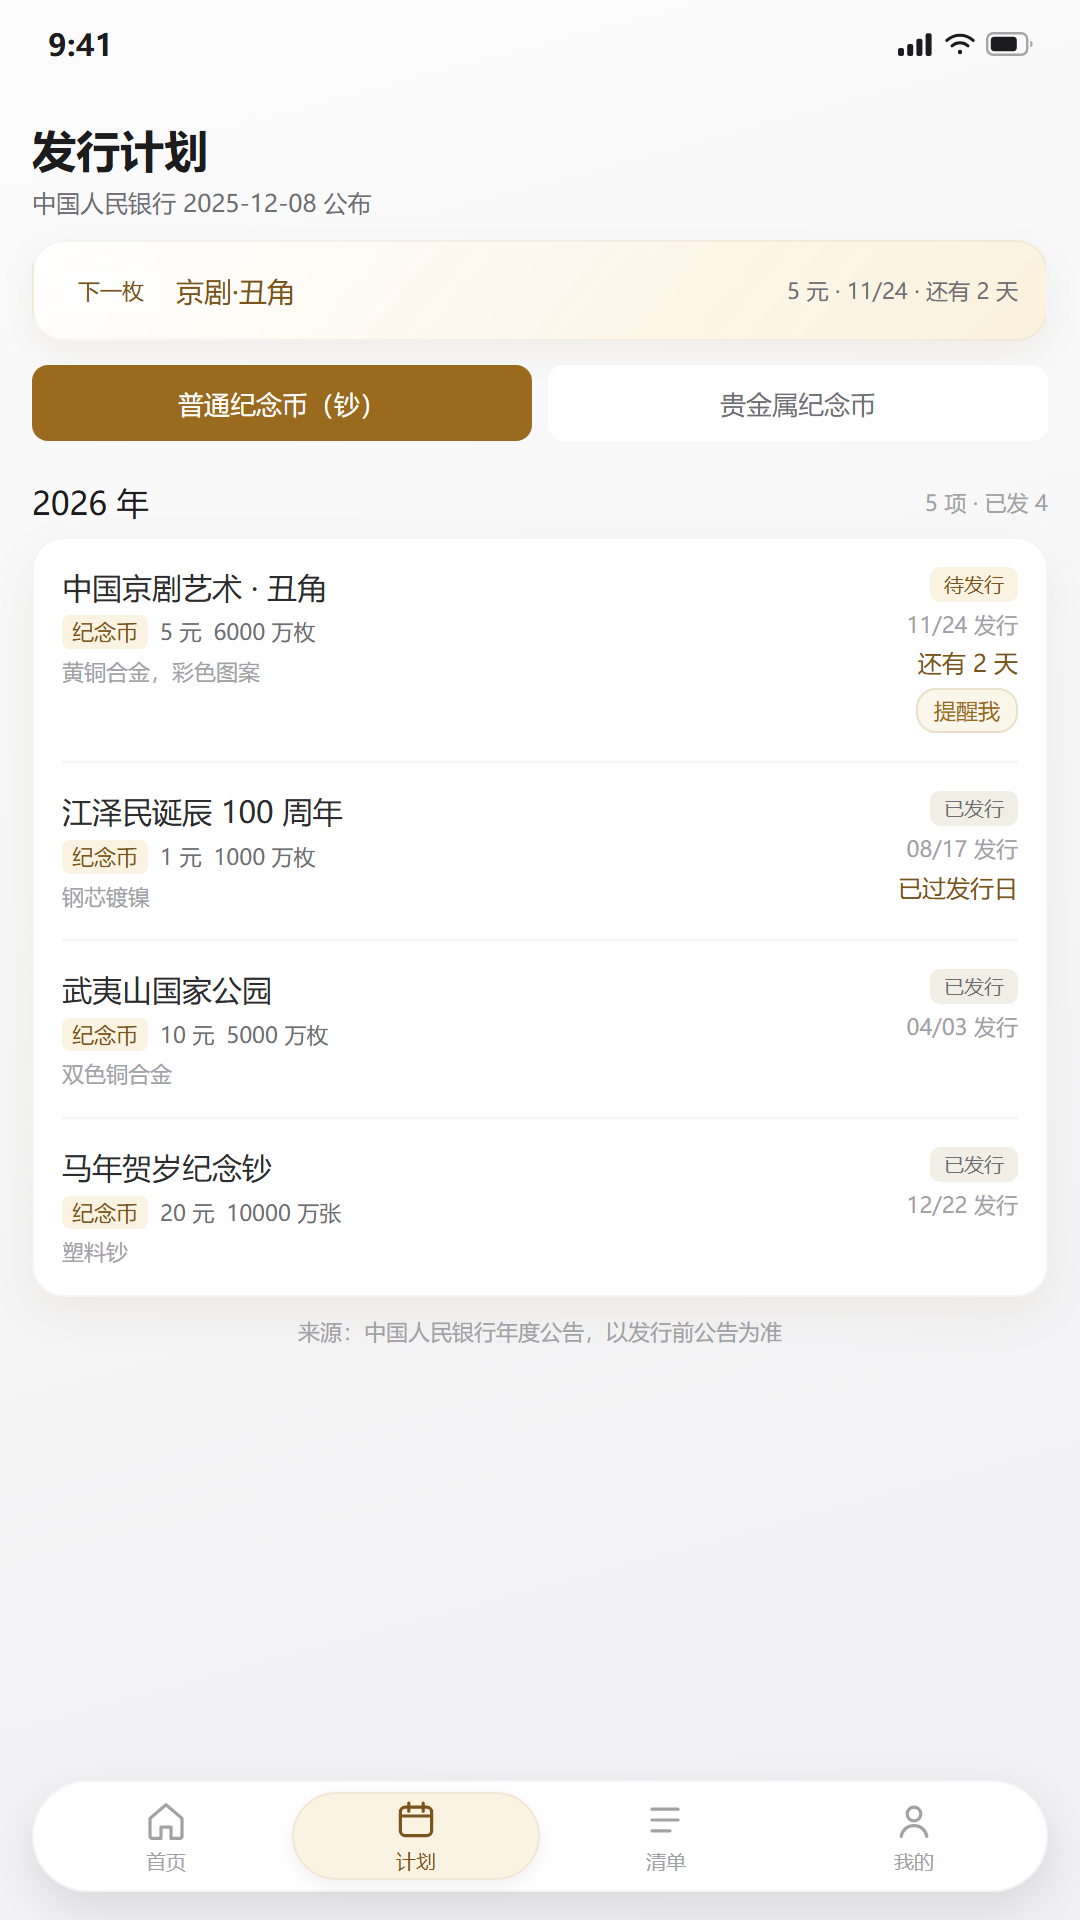 9:41
发行计划
中国人民银行 2025-12-08 公布
下一枚 京剧·丑角 5 元 · 11/24 · 还有 2 天
普通纪念币（钞） 贵金属纪念币
2026 年 5 项 · 已发 4
中国京剧艺术 · 丑角 待发行
纪念币 5 元 6000 万枚 11/24 发行
黄铜合金，彩色图案 还有 2 天
提醒我
江泽民诞辰 100 周年 已发行
纪念币 1 元 1000 万枚 08/17 发行
钢芯镀镍 已过发行日
武夷山国家公园 已发行
纪念币 10 元 5000 万枚 04/03 发行
双色铜合金
马年贺岁纪念钞 已发行
纪念币 20 元 10000 万张 12/22 发行
塑料钞
来源：中国人民银行年度公告，以发行前公告为准
首页 计划 清单 我的